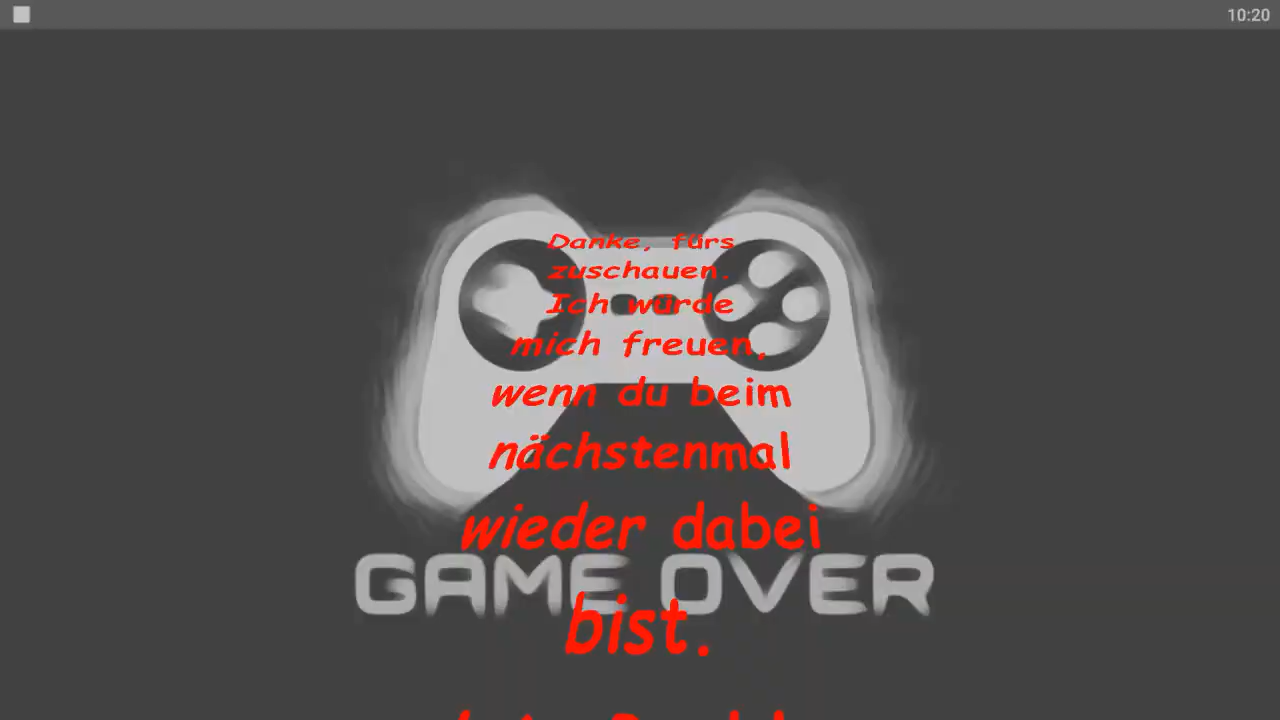 10:20
Danke, fürs
zuschauen.
Ich würde
mich freuen,
wenn du beim
nächstenmal
wieder dabei
GAME OVER
bist.